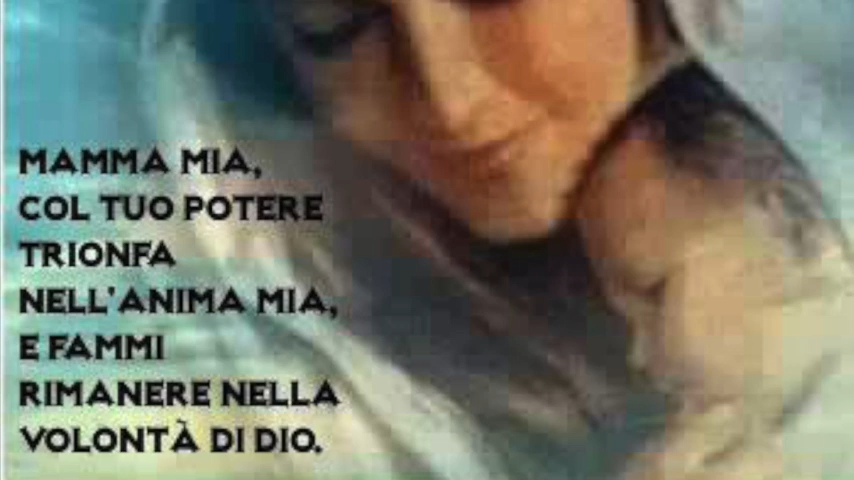 MAMMA MIA,
COL TUO POTERE
TRIONFA
NELL'ANIMA MIA,
E FAMMI
RIMANERE NELLA
VOLONTÀ DI DIO.